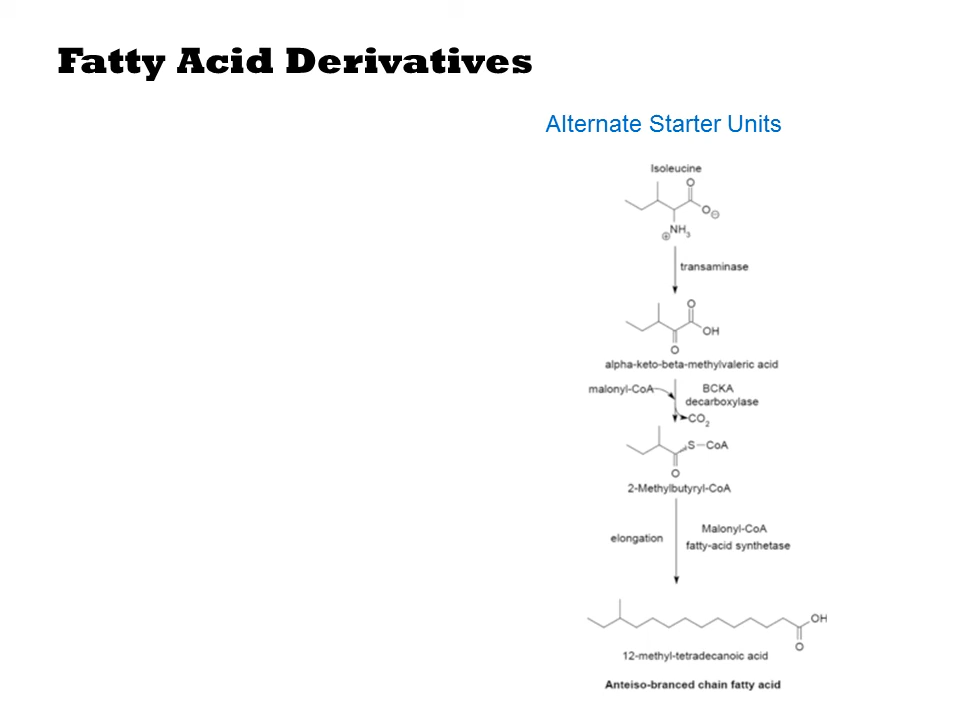 Fatty Acid Derivatives
Alternate Starter Units
Isoleucine
O
O⊖
NH3
⊕
transaminase
O
OH
O
alpha-keto-beta-methylvaleric acid
malonyl-CoA
BCKA
decarboxylase
CO2
S-CoA
O
2-Methylbutyryl-CoA
Malonyl-CoA
elongation
fatty-acid synthetase
OH
O
12-methyl-tetradecanoic acid
Anteiso-branced chain fatty acid